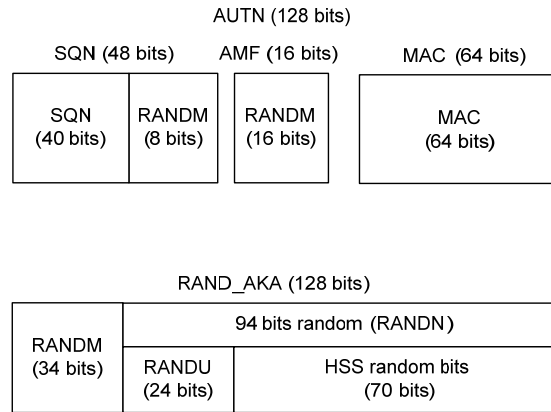 AUTN (128 bits)
SQN (48 bits) AMF (16 bits) MAC (64 bits)
SQN
(40 bits)
RANDM
(8 bits)
RANDM
(16 bits)
MAC
(64 bits)
RAND_AKA (128 bits)
RANDM
(34 bits)
94 bits random (RANDN)
RANDU
(24 bits)
HSS random bits
(70 bits)